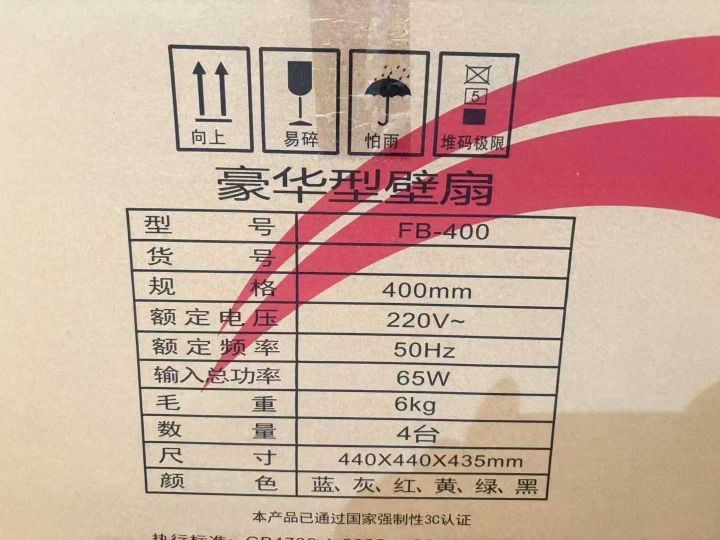 向上 易碎 怕雨 5 堆码极限
豪华型壁扇
型号 FB-400
货号
规格 400mm
额定电压 220V~
额定频率 50Hz
输入总功率 65W
毛重 6kg
数量 4台
尺寸 440X440X435mm
颜色 蓝、灰、红、黄、绿、黑
本产品已通过国家强制性3C认证